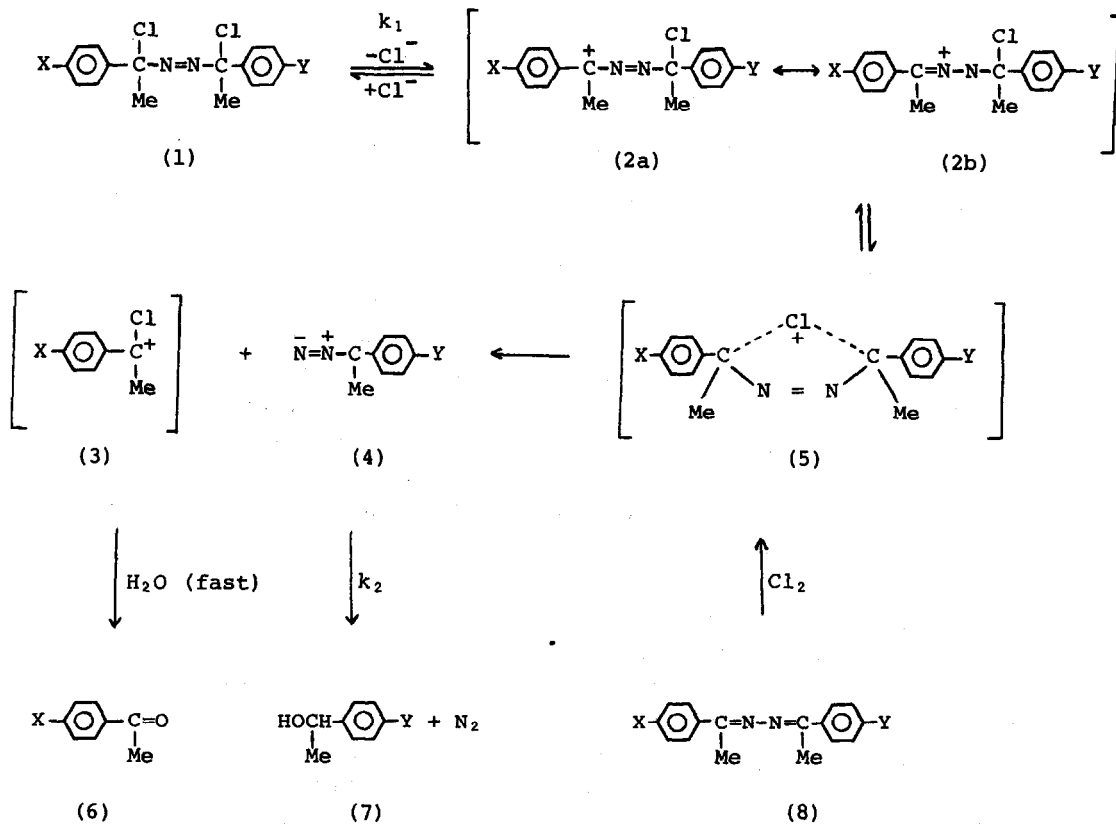 Cl Cl k₁ Cl Cl
X C N=N C Y -Cl⁻ X C⁺ N=N C Y X C=N⁺ N C Y
Me Me +Cl⁻ Me Me Me Me
(1) (2a) (2b)
Cl Cl
X C⁺ + N⁻=N⁺ C Y X C + C Y
Me Me Me N = N Me
(3) (4) (5)
H₂O (fast) k₂ Cl₂
X C=O HOCH Y + N₂ X C=N-N=C Y
Me Me Me Me
(6) (7) (8)